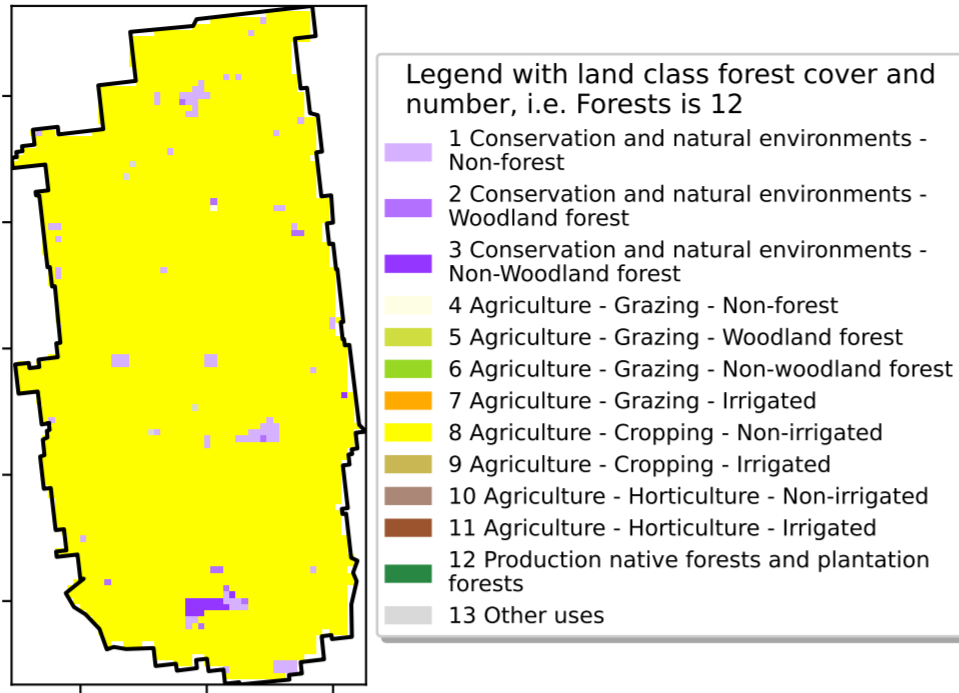 Legend with land class forest cover and
number, i.e. Forests is 12
1 Conservation and natural environments -
Non-forest
2 Conservation and natural environments -
Woodland forest
3 Conservation and natural environments -
Non-Woodland forest
4 Agriculture - Grazing - Non-forest
5 Agriculture - Grazing - Woodland forest
6 Agriculture - Grazing - Non-woodland forest
7 Agriculture - Grazing - Irrigated
8 Agriculture - Cropping - Non-irrigated
9 Agriculture - Cropping - Irrigated
10 Agriculture - Horticulture - Non-irrigated
11 Agriculture - Horticulture - Irrigated
12 Production native forests and plantation
forests
13 Other uses